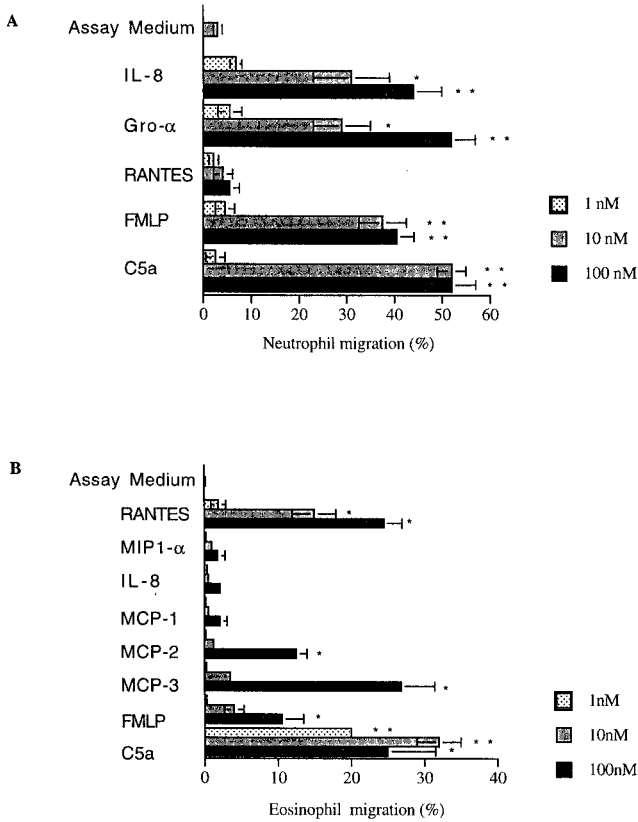 A
Assay Medium
IL-8
*
* *
Gro-α
*
* *
RANTES
FMLP
* *
* *
C5a
* *
* *
1 nM
10 nM
100 nM
0 10 20 30 40 50 60
Neutrophil migration (%)
B
Assay Medium
RANTES
*
*
MIP1-α
IL-8
MCP-1
MCP-2
*
MCP-3
*
FMLP
*
* *
C5a
* *
*
1nM
10nM
100nM
0 10 20 30 40
Eosinophil migration (%)